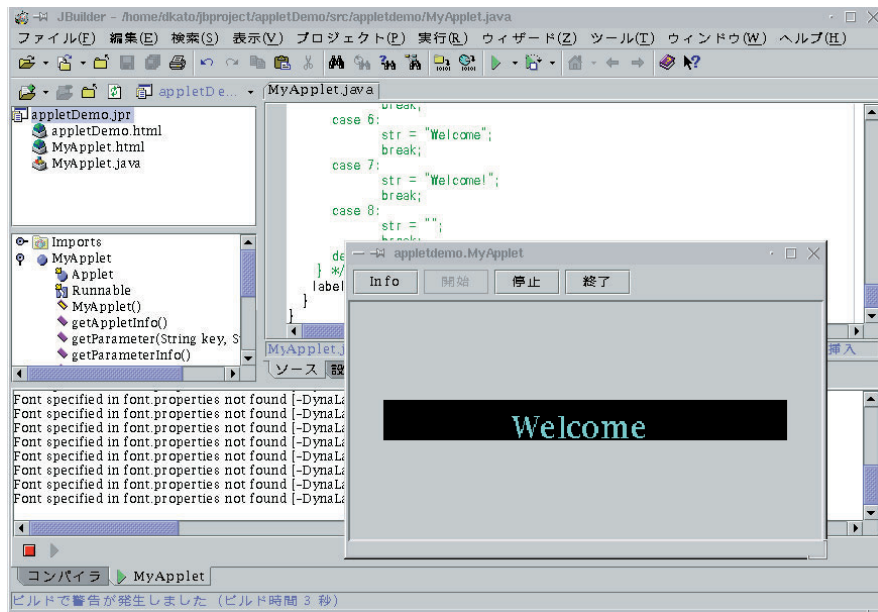 JBuilder - /home/dkato/jbproject/appletDemo/src/appletdemo/MyApplet.java
ファイル(F) 編集(E) 検索(S) 表示(V) プロジェクト(P) 実行(R) ウィザード(Z) ツール(T) ウィンドウ(W) ヘルプ(H)
appletDe...
MyApplet.java
appletDemo.jpr
appletDemo.html
MyApplet.html
MyApplet.java
Imports
MyApplet
Applet
Runnable
MyApplet()
getAppletInfo()
getParameter(String key, S
getParameterInfo()
break;
case 6:
str = "Welcome";
break;
case 7:
str = "Welcome!";
break;
case 8:
str = "";
break;
de
} */
label
}
}
MyApplet.j
挿入
ソース 設
appletdemo.MyApplet
Info 開始 停止 終了
Welcome
Font specified in font.properties not found [-DynaLa
Font specified in font.properties not found [-DynaLa
Font specified in font.properties not found [-DynaLa
Font specified in font.properties not found [-DynaLa
Font specified in font.properties not found [-DynaLa
Font specified in font.properties not found [-DynaLa
Font specified in font.properties not found [-DynaLa
Font specified in font.properties not found [-DynaLa
コンパイラ MyApplet
ビルドで警告が発生しました (ビルド時間 3 秒)